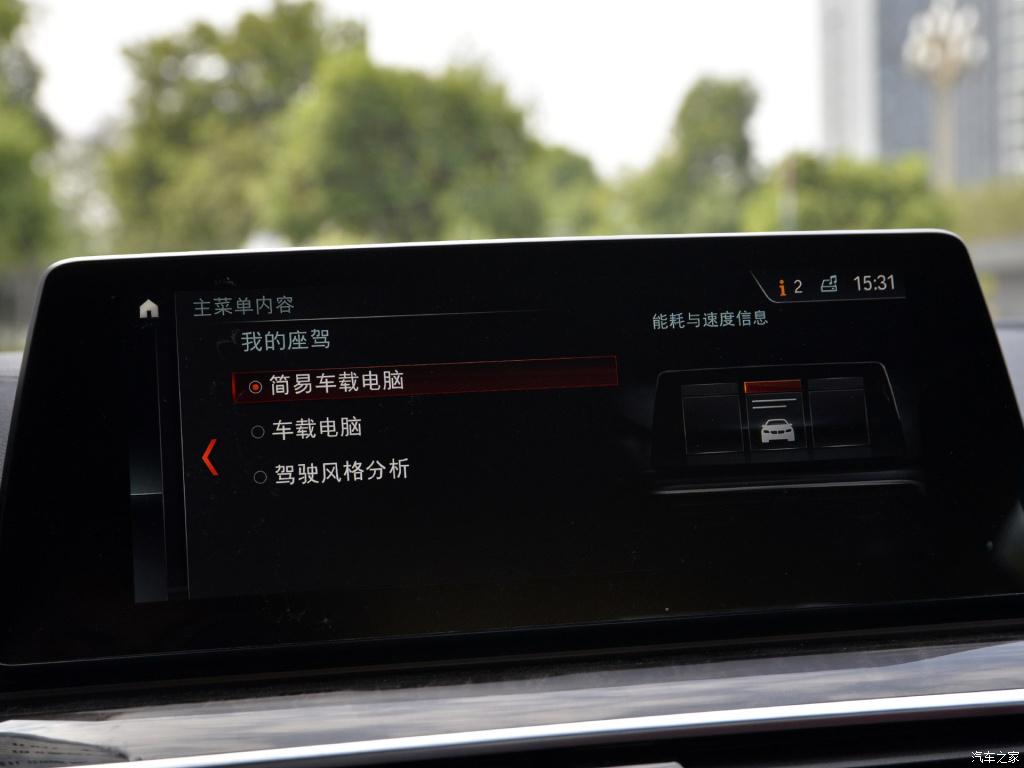 主菜单内容
i 2
15:31
我的座驾
能耗与速度信息
简易车载电脑
车载电脑
驾驶风格分析
汽车之家